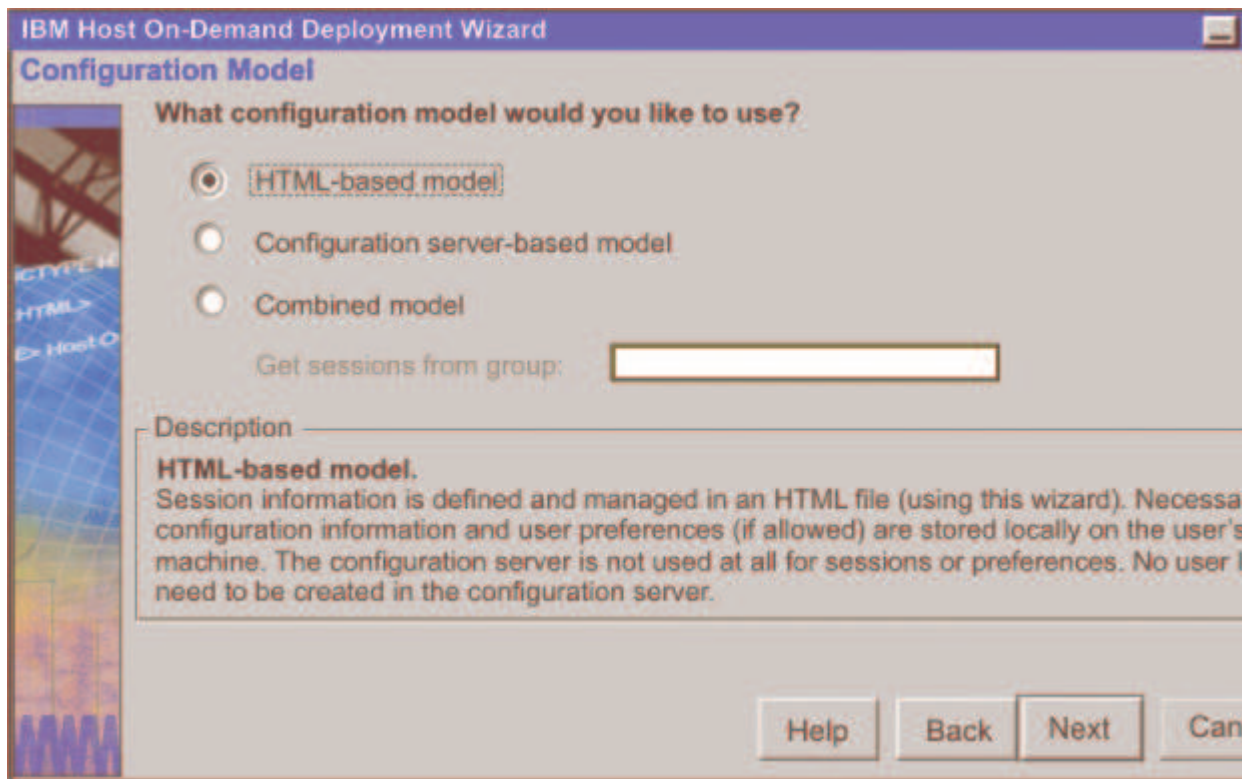 IBM Host On-Demand Deployment Wizard
Configuration Model
What configuration model would you like to use?
HTML-based model
Configuration server-based model
Combined model
Get sessions from group:
Description
HTML-based model.
Session information is defined and managed in an HTML file (using this wizard). Necessa
configuration information and user preferences (if allowed) are stored locally on the user's
machine. The configuration server is not used at all for sessions or preferences. No user
need to be created in the configuration server.
CTYPE H
HTML>
E> Host O
Help Back Next Can